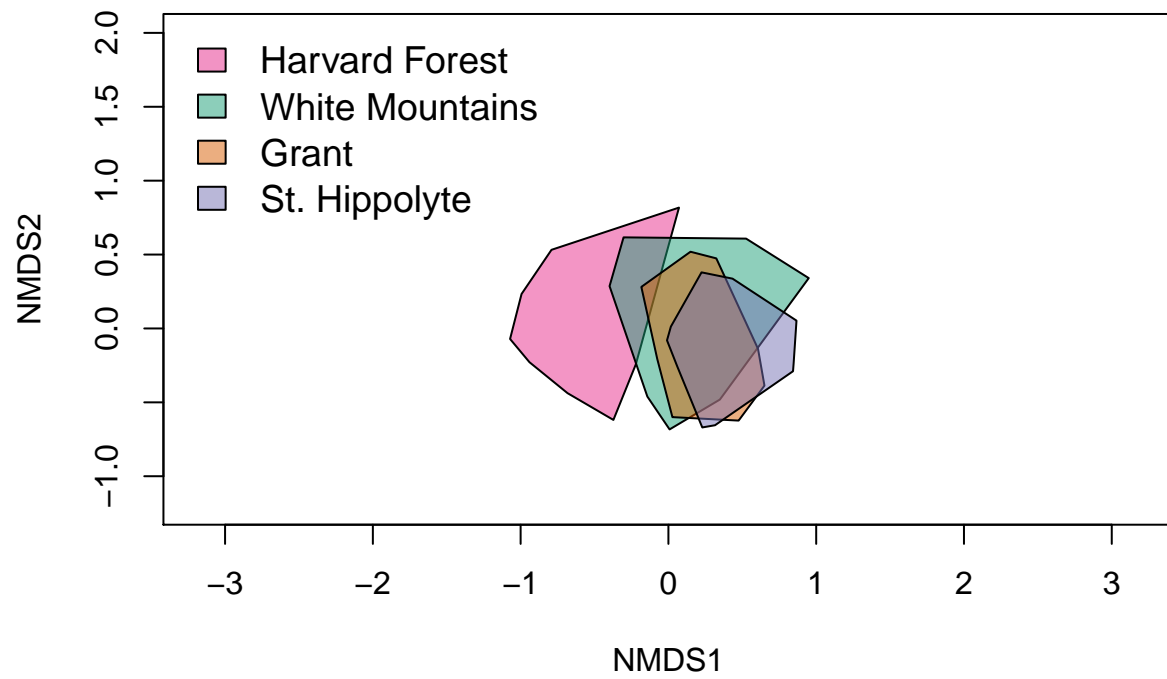 Harvard Forest
White Mountains
Grant
St. Hippolyte
2.0
1.5
1.0
0.5
0.0
–1.0
NMDS2
–3 –2 –1 0 1 2 3
NMDS1